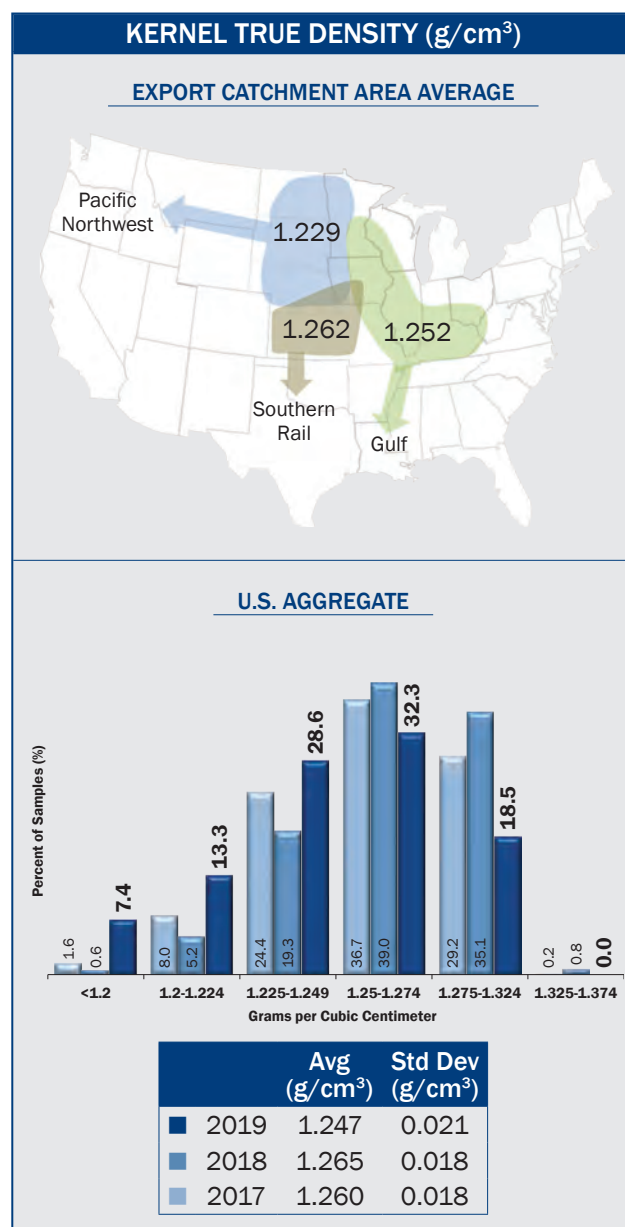 KERNEL TRUE DENSITY (g/cm³)
EXPORT CATCHMENT AREA AVERAGE
Pacific
Northwest
1.229
1.262
1.252
Southern
Rail
Gulf
U.S. AGGREGATE
Percent of Samples (%)
1.6 0.6 7.4
8.0 5.2 13.3
24.4 19.3 28.6
36.7 39.0 32.3
29.2 35.1 18.5
0.2 0.8 0.0
<1.2 1.2-1.224 1.225-1.249 1.25-1.274 1.275-1.324 1.325-1.374
Grams per Cubic Centimeter
Avg Std Dev
(g/cm³) (g/cm³)
2019 1.247 0.021
2018 1.265 0.018
2017 1.260 0.018